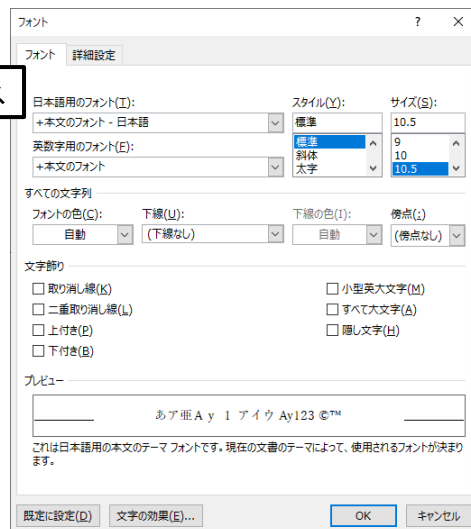 フォント ? ×
フォント 詳細設定
日本語用のフォント(T): スタイル(Y): サイズ(S):
+本文のフォント - 日本語 標準 10.5
英数字用のフォント(F): 標準 9
斜体 10
+本文のフォント 太字 10.5
すべての文字列
フォントの色(C): 下線(U): 下線の色(I): 傍点(:)
自動 (下線なし) 自動 (傍点なし)
文字飾り
取り消し線(K) 小型英大文字(M)
二重取り消し線(L) すべて大文字(A)
上付き(P) 隠し文字(H)
下付き(B)
プレビュー
あア亜Ay 1 アイウ Ay123 ©™
これは日本語用の本文のテーマ フォントです。現在の文書のテーマによって、使用されるフォントが決まり
ます。
既定に設定(D) 文字の効果(E)... OK キャンセル